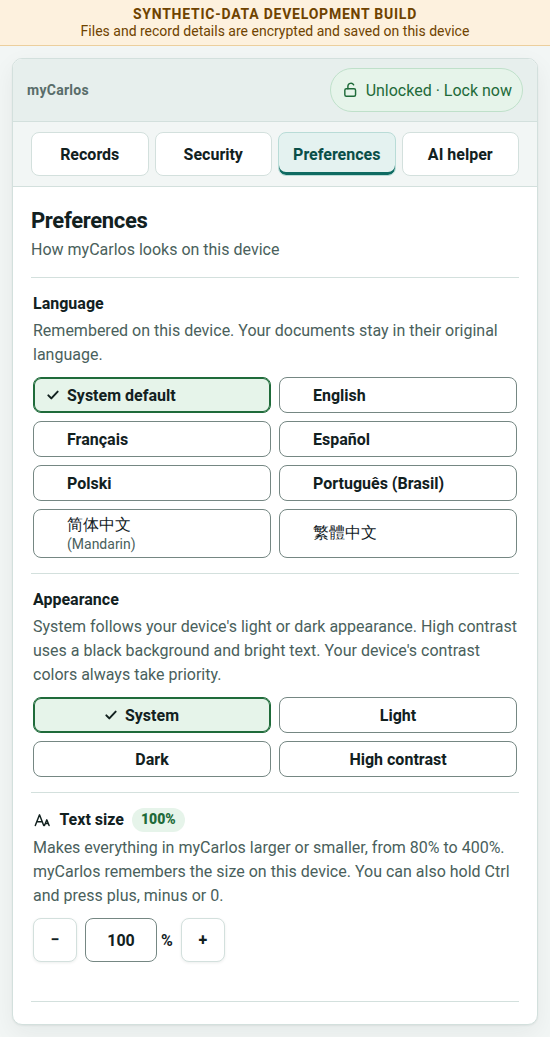 SYNTHETIC-DATA DEVELOPMENT BUILD
Files and record details are encrypted and saved on this device
myCarlos
Unlocked · Lock now
Records
Security
Preferences
AI helper
Preferences
How myCarlos looks on this device
Language
Remembered on this device. Your documents stay in their original
language.
System default
English
Français
Español
Polski
Português (Brasil)
简体中文
(Mandarin)
繁體中文
Appearance
System follows your device's light or dark appearance. High contrast
uses a black background and bright text. Your device's contrast
colors always take priority.
System
Light
Dark
High contrast
Text size 100%
Makes everything in myCarlos larger or smaller, from 80% to 400%.
myCarlos remembers the size on this device. You can also hold Ctrl
and press plus, minus or 0.
− 100 % +